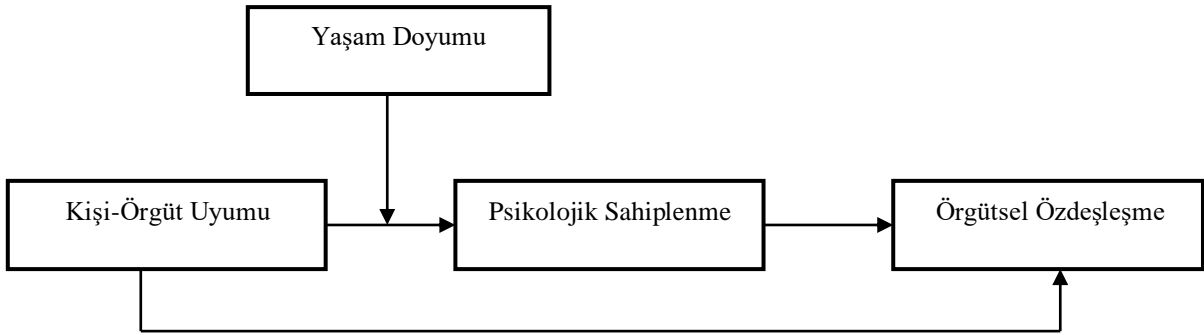 Yaşam Doyumu
Kişi-Örgüt Uyumu
Psikolojik Sahiplenme
Örgütsel Özdeşleşme